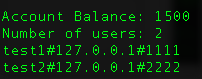 Account Balance: 1500
Number of users: 2
test1#127.0.0.1#1111
test2#127.0.0.1#2222